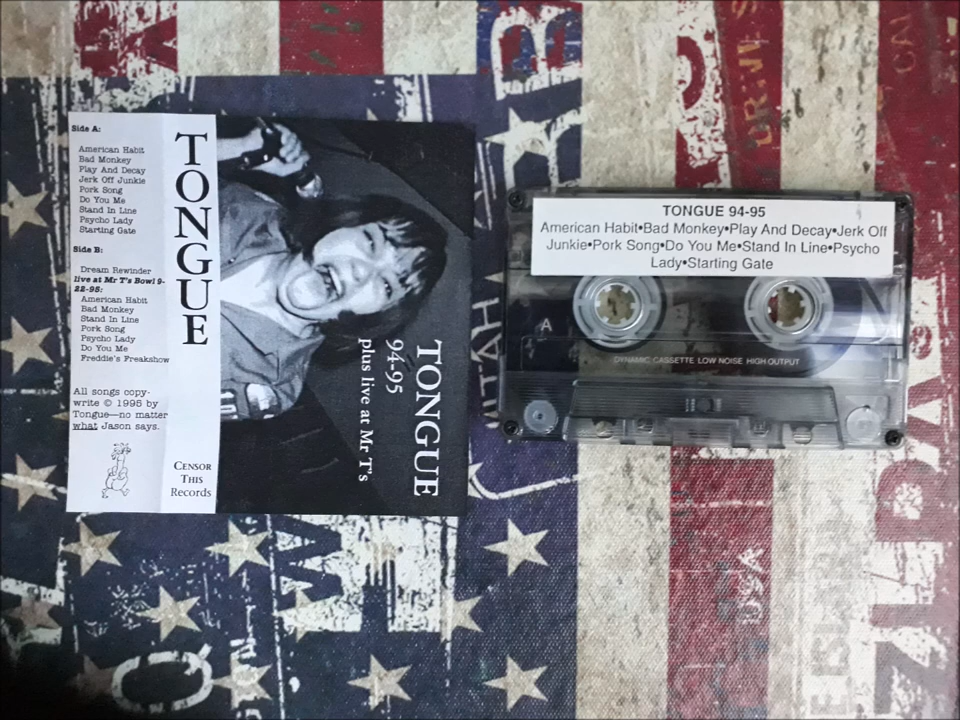 Side A:
American Habit
Bad Monkey
Play And Decay
Jerk Off Junkie
Pork Song
Do You Me
Stand In Line
Psycho Lady
Starting Gate
Side B:
Dream Rewinder
live at Mr T's Bowl 9-
22-95:
American Habit
Bad Monkey
Stand In Line
Pork Song
Psycho Lady
Do You Me
Freddie's Freakshow
All songs copy-
write © 1995 by
Tongue—no matter
what Jason says.
TONGUE
CENSOR
THIS
Records
TONGUE
94-95
plus live at Mr T's
TONGUE 94-95
American Habit•Bad Monkey•Play And Decay•Jerk Off
Junkie•Pork Song•Do You Me•Stand In Line•Psycho
Lady•Starting Gate
A
DYNAMIC CASSETTE LOW NOISE HIGH OUTPUT
USA